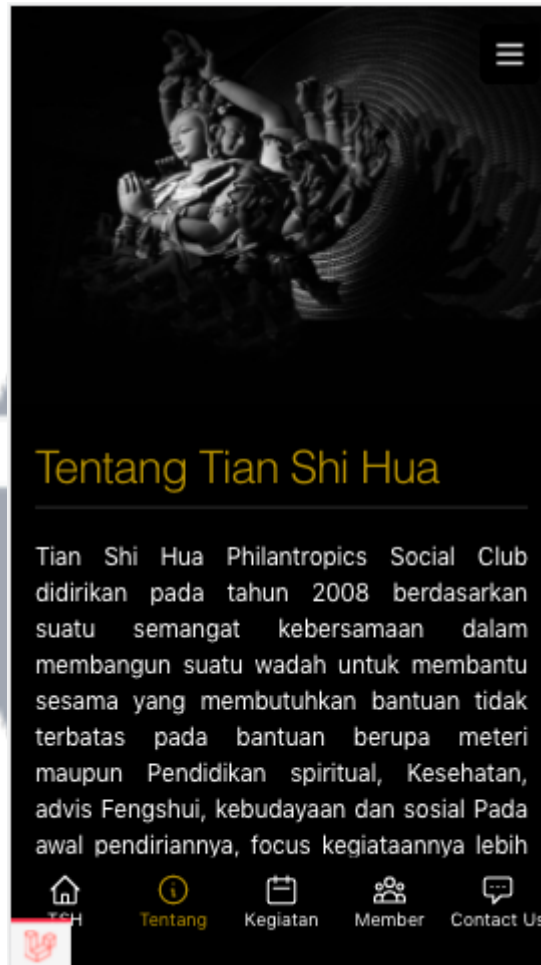 Tentang Tian Shi Hua
Tian Shi Hua Philantropics Social Club
didirikan pada tahun 2008 berdasarkan
suatu semangat kebersamaan dalam
membangun suatu wadah untuk membantu
sesama yang membutuhkan bantuan tidak
terbatas pada bantuan berupa meteri
maupun Pendidikan spiritual, Kesehatan,
advis Fengshui, kebudayaan dan sosial Pada
awal pendiriannya, focus kegiataannya lebih
TSH Tentang Kegiatan Member Contact Us